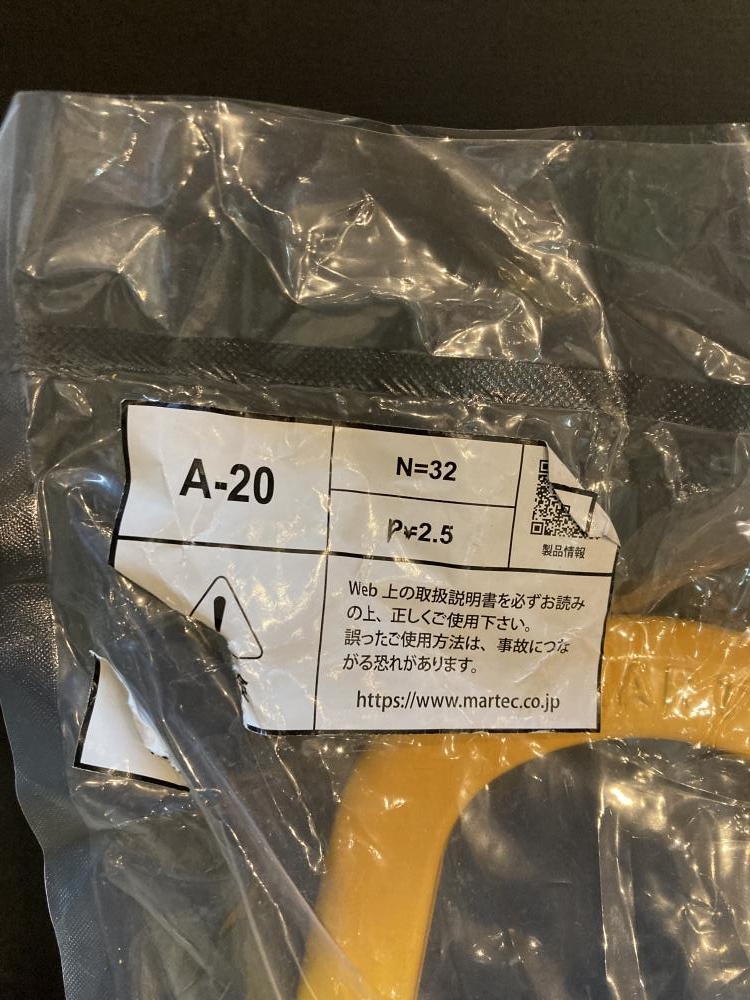 A-20
N=32
P=2.5
製品情報
Web 上の取扱説明書を必ずお読み
の上、正しくご使用下さい。
誤ったご使用方法は、事故につな
がる恐れがあります。
https://www.martec.co.jp